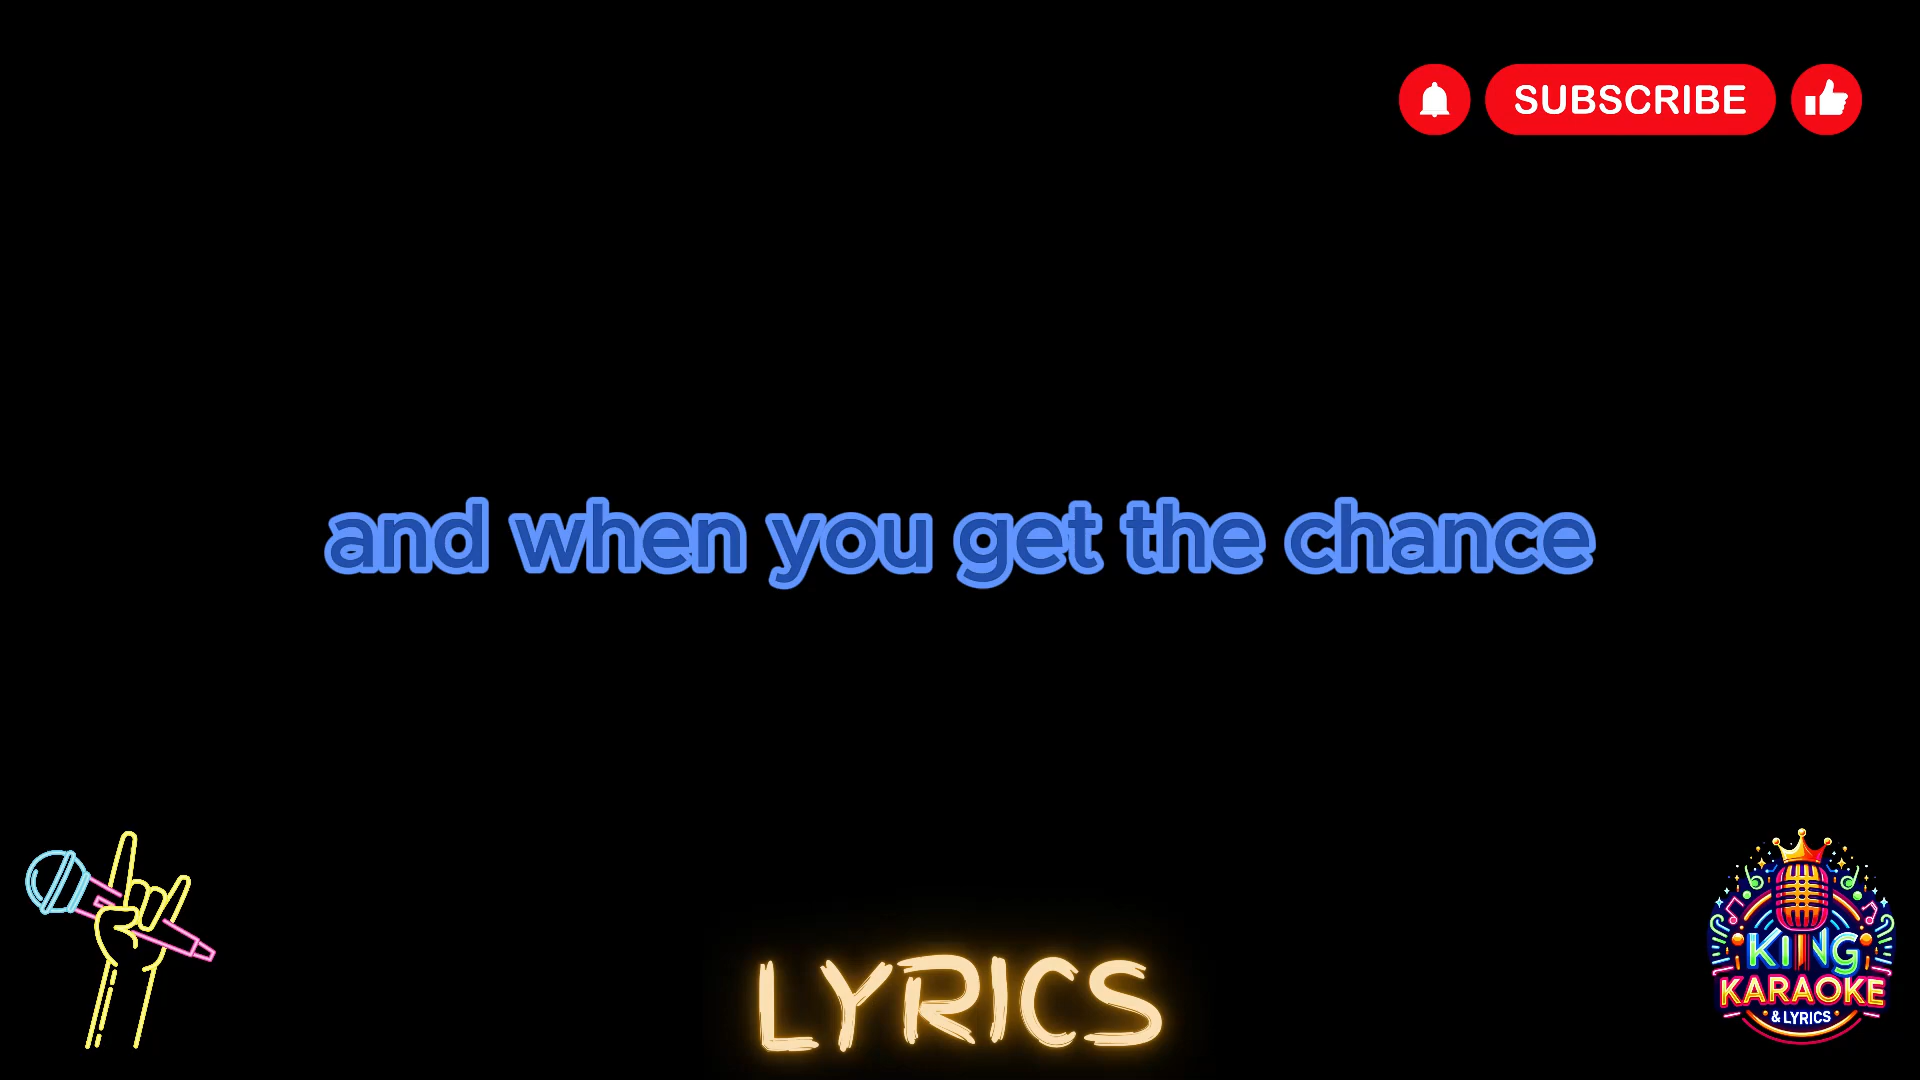 SUBSCRIBE
and when you get the chance
LYRICS
KING
KARAOKE
& LYRICS